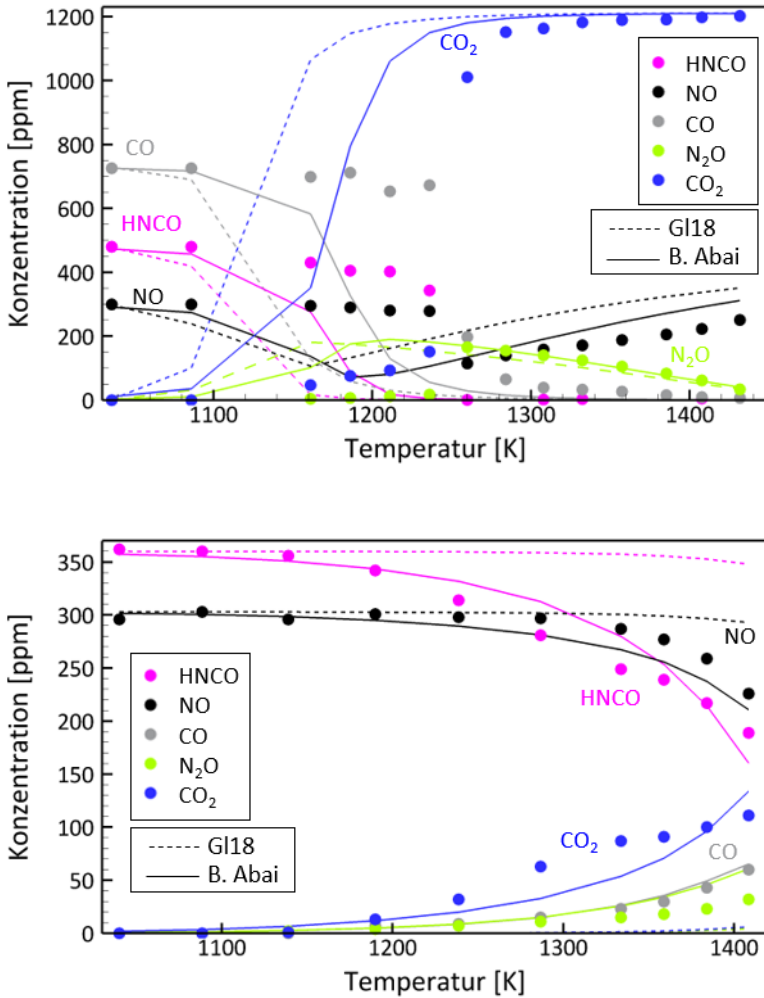 1200
1000
800
600
400
200
0
Konzentration [ppm]
CO₂
CO
HNCO
NO
N₂O
HNCO
NO
CO
N₂O
CO₂
Gl18
B. Abai
1100
1200
1300
1400
Temperatur [K]
350
300
250
200
150
100
50
0
Konzentration [ppm]
NO
HNCO
CO₂
CO
HNCO
NO
CO
N₂O
CO₂
Gl18
B. Abai
1100
1200
1300
1400
Temperatur [K]